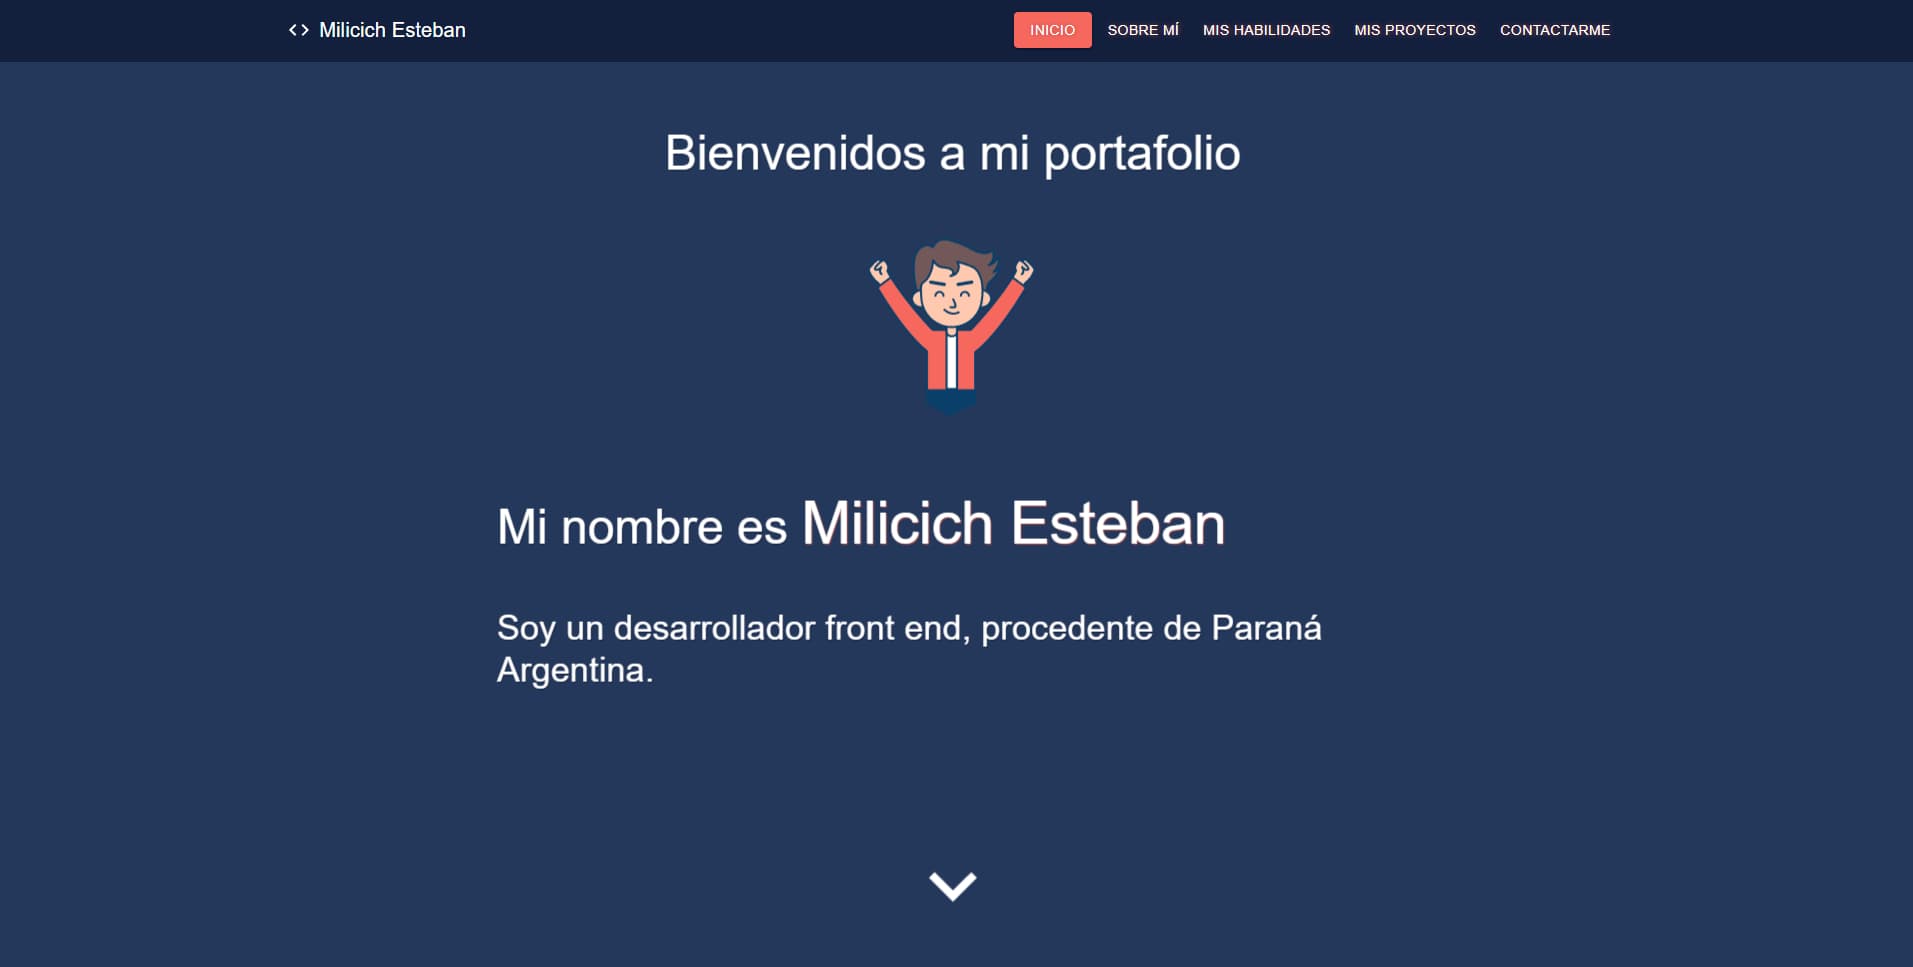 Milicich Esteban
INICIO SOBRE MÍ MIS HABILIDADES MIS PROYECTOS CONTACTARME
Bienvenidos a mi portafolio
Mi nombre es Milicich Esteban
Soy un desarrollador front end, procedente de Paraná
Argentina.